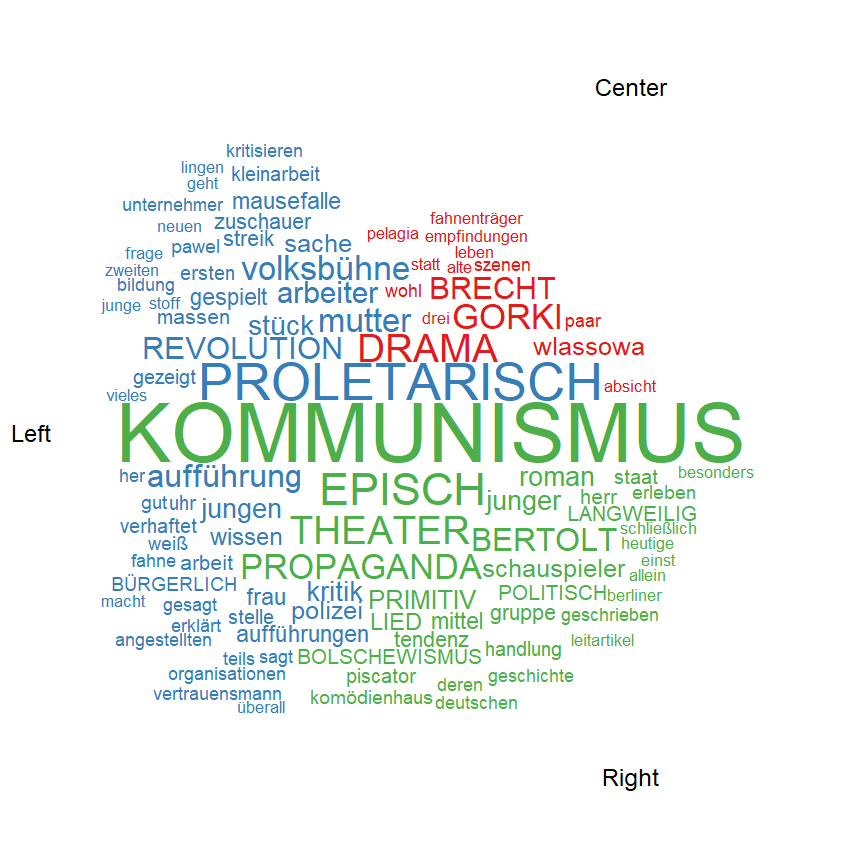 Center
kritisieren
lingen kleinarbeit
geht
unternehmer mausefalle
fahnenträger
neuen zuschauer
pelagia empfindungen
frage pawel streik sache
leben
zweiten ersten volksbühne statt alte szenen
bildung gespielt arbeiter wohl BRECHT
junge stoff
massen stück mutter drei GORKI paar
REVOLUTION DRAMA wlassowa
gezeigt PROLETARISCH absicht
vieles
Left KOMMUNISMUS
her aufführung EPISCH roman staat besonders
gut uhr jungen junger herr erleben
LANGWEILIG
verhaftet wissen THEATER BERTOLT schließlich
weiß heutige
fahne arbeit PROPAGANDA schauspieler einst
allein
BÜRGERLICH frau kritik PRIMITIV POLITISCH berliner
macht gesagt stelle polizei LIED mittel gruppe geschrieben
erklärt
angestellten aufführungen tendenz handlung leitartikel
teils sagt BOLSCHEWISMUS
organisationen piscator geschichte
vertrauensmann komödienhaus deren
überall deutschen
Right